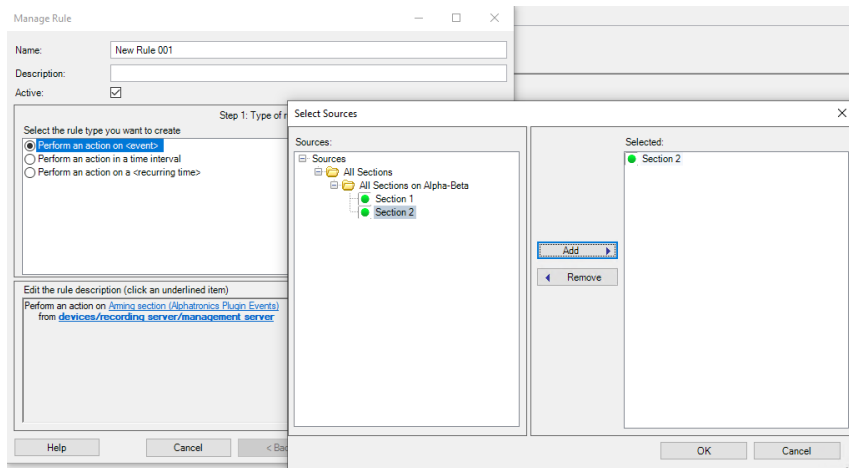 Manage Rule
Name:
New Rule 001
Description:
Active:
Step 1: Type of r
Select the rule type you want to create
Perform an action on <event>
Perform an action in a time interval
Perform an action on a <recurring time>
Edit the rule description (click an underlined item)
Perform an action on Arming section (Alphatronics Plugin Events)
from devices/recording server/management server
Help
Cancel
< Bac
Select Sources
Sources:
Sources
All Sections
All Sections on Alpha-Beta
Section 1
Section 2
Add
Remove
Selected:
Section 2
OK
Cancel